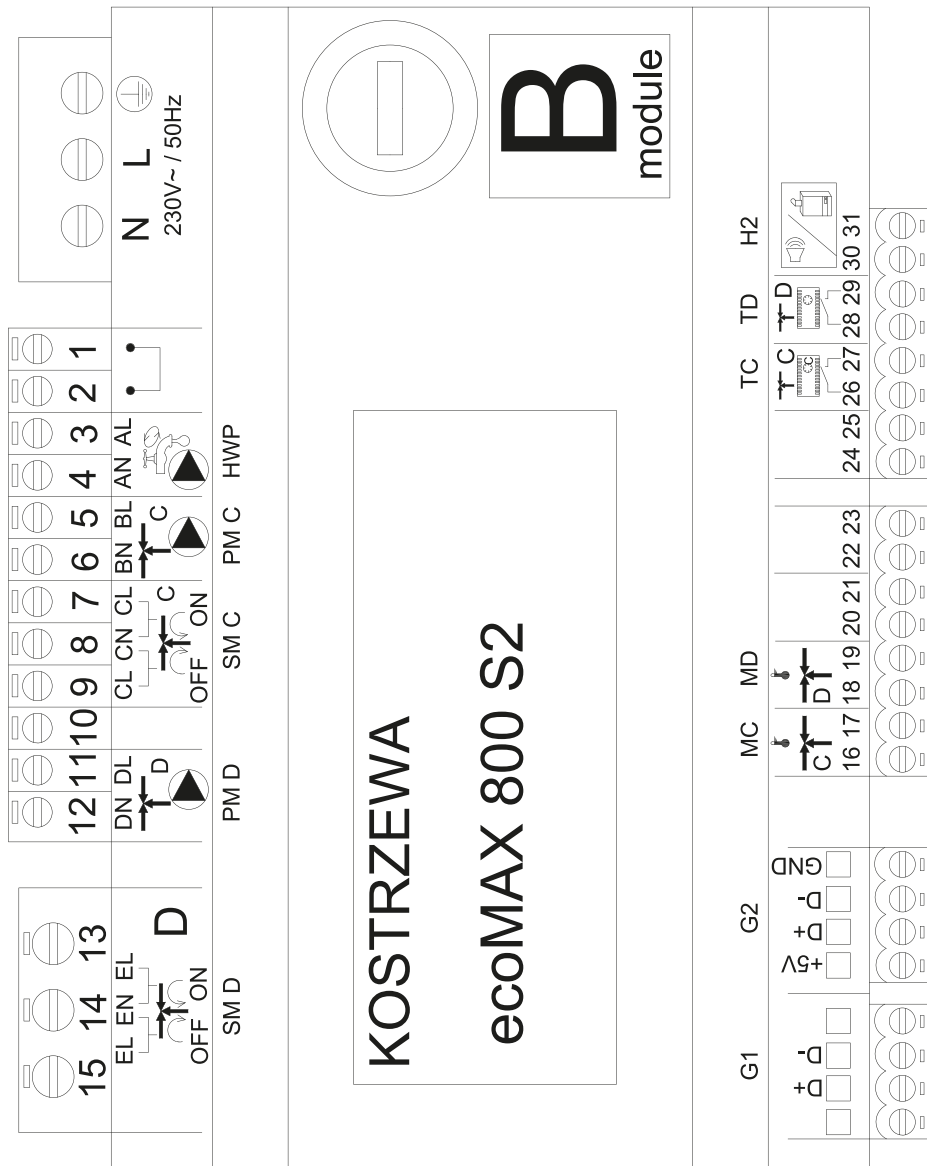 15 14 13 12 11 10 9 8 7 6 5 4 3 2 1
EL EN EL DN DL CL CN CL BN BL AN AL N L
D D C C
OFF ON OFF ON 230V~ / 50Hz
SM D PM D SM C PM C HWP
KOSTRZEWA
ecoMAX 800 S2
B
module
G1 G2 MC MD TC TD H2
C D
D+ D- +5V D+ D- GND C D
16 17 18 19 20 21 22 23 24 25 26 27 28 29 30 31